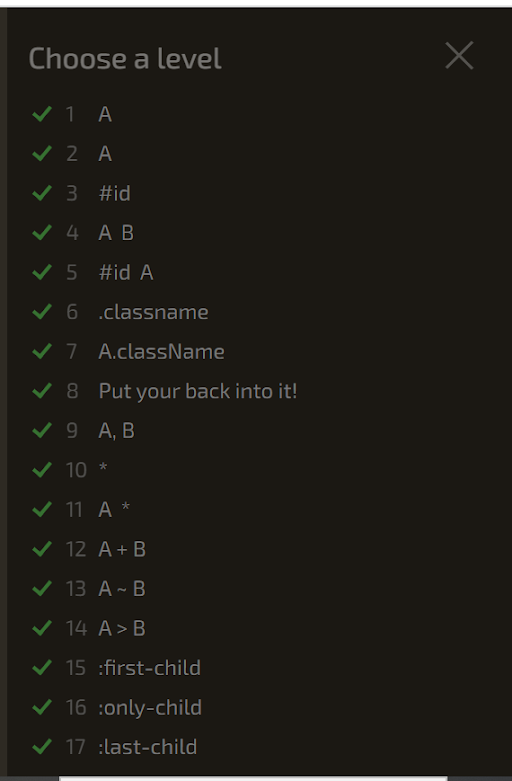 Choose a level
1 A
2 A
3 #id
4 A B
5 #id A
6 .classname
7 A.className
8 Put your back into it!
9 A, B
10 *
11 A *
12 A + B
13 A ~ B
14 A > B
15 :first-child
16 :only-child
17 :last-child